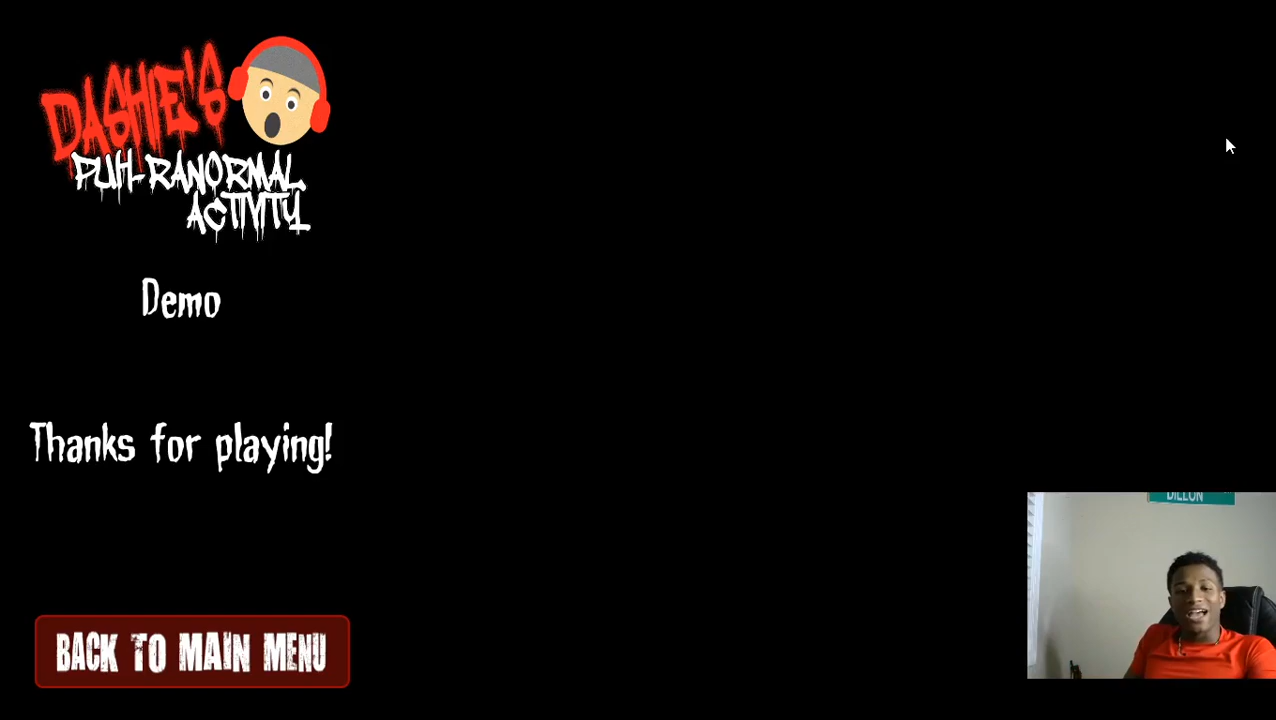 DASHIE'S
PUH-RANORMAL
ACTIVITY
Demo
Thanks for playing!
BACK TO MAIN MENU
DILLON